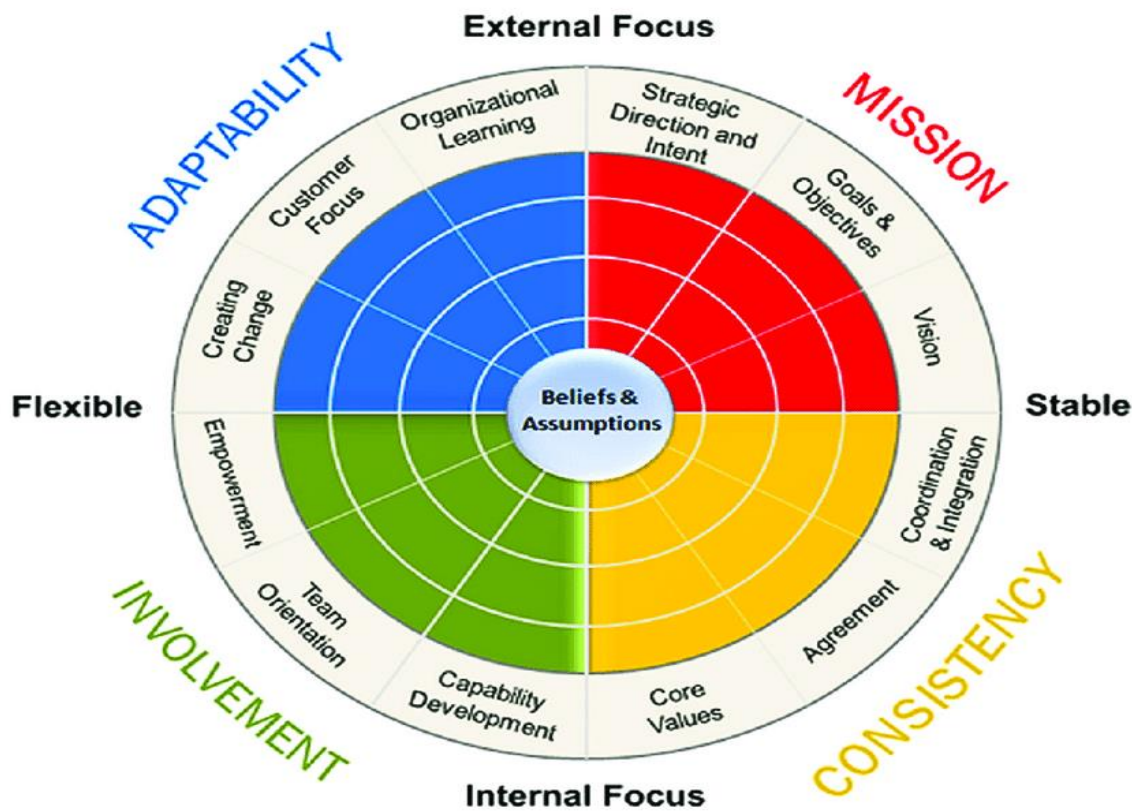 External Focus
ADAPTABILITY
MISSION
Organizational
Learning
Strategic
Direction and
Intent
Customer
Focus
Goals &
Objectives
Creating
Change
Vision
Flexible
Beliefs &
Assumptions
Stable
Empowerment
Coordination
& Integration
Team
Orientation
Agreement
Capability
Development
Core
Values
INVOLVEMENT
CONSISTENCY
Internal Focus